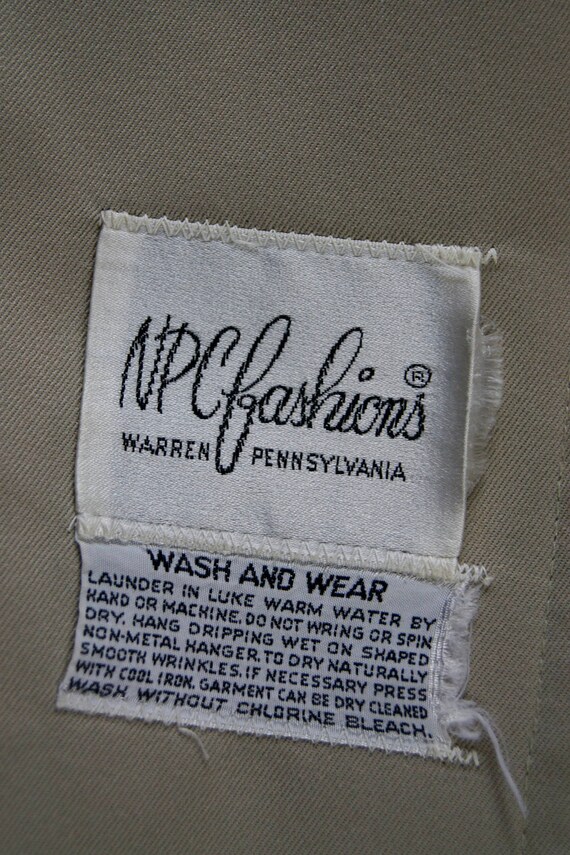 NPC fashions ®
WARREN PENNSYLVANIA
WASH AND WEAR
LAUNDER IN LUKE WARM WATER BY
HAND OR MACHINE. DO NOT WRING OR SPIN
DRY. HANG DRIPPING WET ON SHAPED
NON-METAL HANGER. TO DRY NATURALLY
SMOOTH WRINKLES. IF NECESSARY PRESS
WITH COOL IRON. GARMENT CAN BE DRY CLEANED
WASH WITHOUT CHLORINE BLEACH.